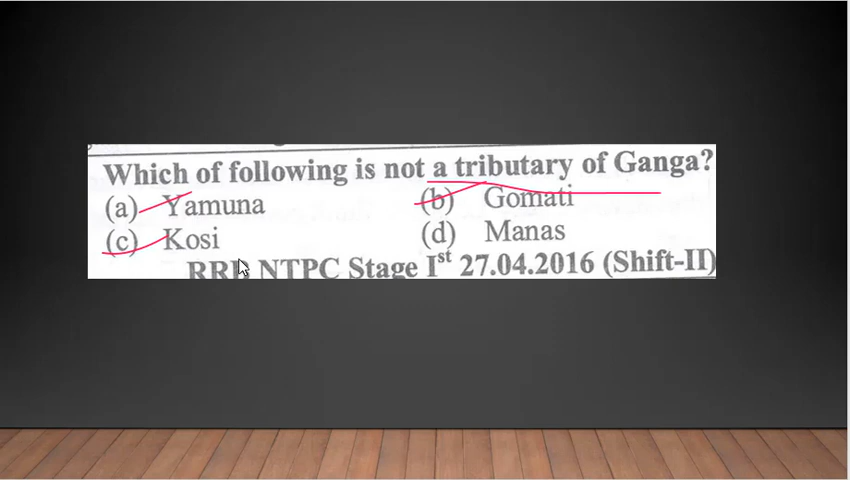 Which of following is not a tributary of Ganga?
(a) Yamuna (b) Gomati
(c) Kosi (d) Manas
RRB NTPC Stage Ist 27.04.2016 (Shift-II)